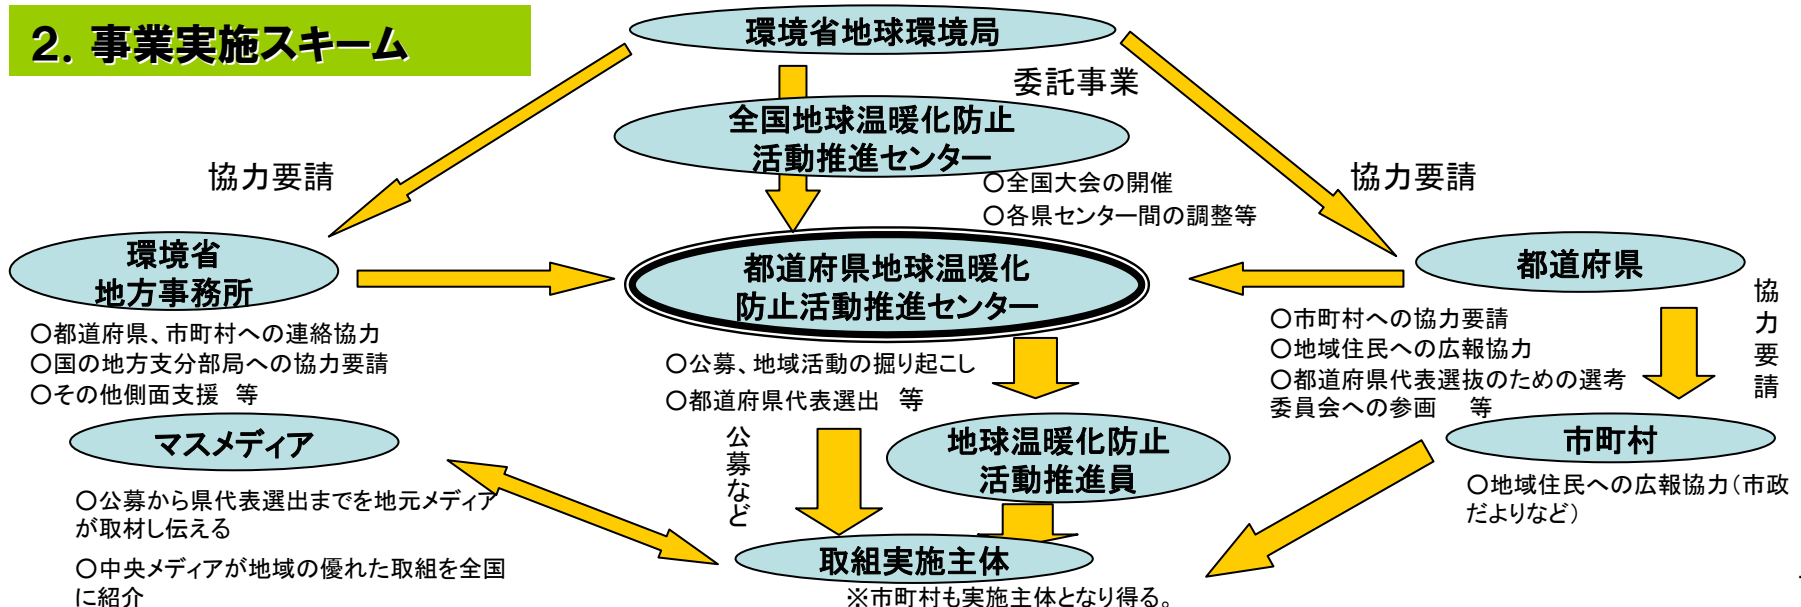 2．事業実施スキーム
環境省地球環境局
委託事業
全国地球温暖化防止
活動推進センター
協力要請
協力要請
○全国大会の開催
○各県センター間の調整等
環境省
地方事務所
都道府県地球温暖化
防止活動推進センター
都道府県
協力要請
○都道府県、市町村への連絡協力
○国の地方支分部局への協力要請
○その他側面支援　等
○公募、地域活動の掘り起こし
○都道府県代表選出　等
○市町村への協力要請
○地域住民への広報協力
○都道府県代表選抜のための選考
委員会への参画　等
マスメディア
公募など
地球温暖化防止
活動推進員
市町村
○公募から県代表選出までを地元メディア
が取材し伝える
○中央メディアが地域の優れた取組を全国
に紹介
○地域住民への広報協力（市政
だよりなど）
取組実施主体
※市町村も実施主体となり得る。